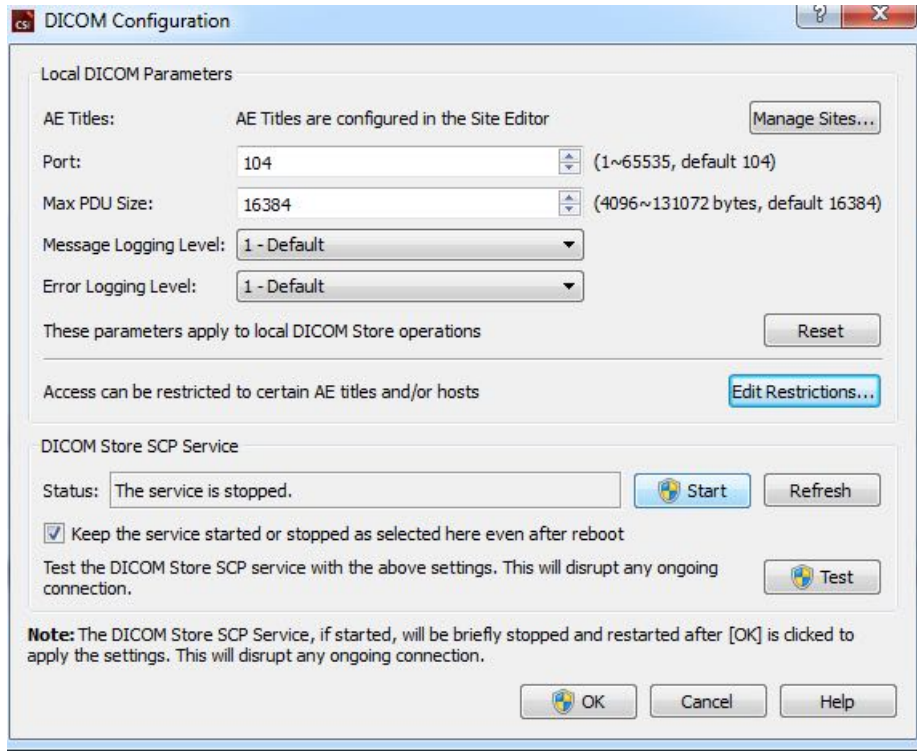 CSI DICOM Configuration
Local DICOM Parameters
AE Titles: AE Titles are configured in the Site Editor Manage Sites...
Port: 104 (1~65535, default 104)
Max PDU Size: 16384 (4096~131072 bytes, default 16384)
Message Logging Level: 1 - Default
Error Logging Level: 1 - Default
These parameters apply to local DICOM Store operations Reset
Access can be restricted to certain AE titles and/or hosts Edit Restrictions...
DICOM Store SCP Service
Status: The service is stopped. Start Refresh
Keep the service started or stopped as selected here even after reboot
Test the DICOM Store SCP service with the above settings. This will disrupt any ongoing
connection. Test
Note: The DICOM Store SCP Service, if started, will be briefly stopped and restarted after [OK] is clicked to
apply the settings. This will disrupt any ongoing connection.
OK Cancel Help